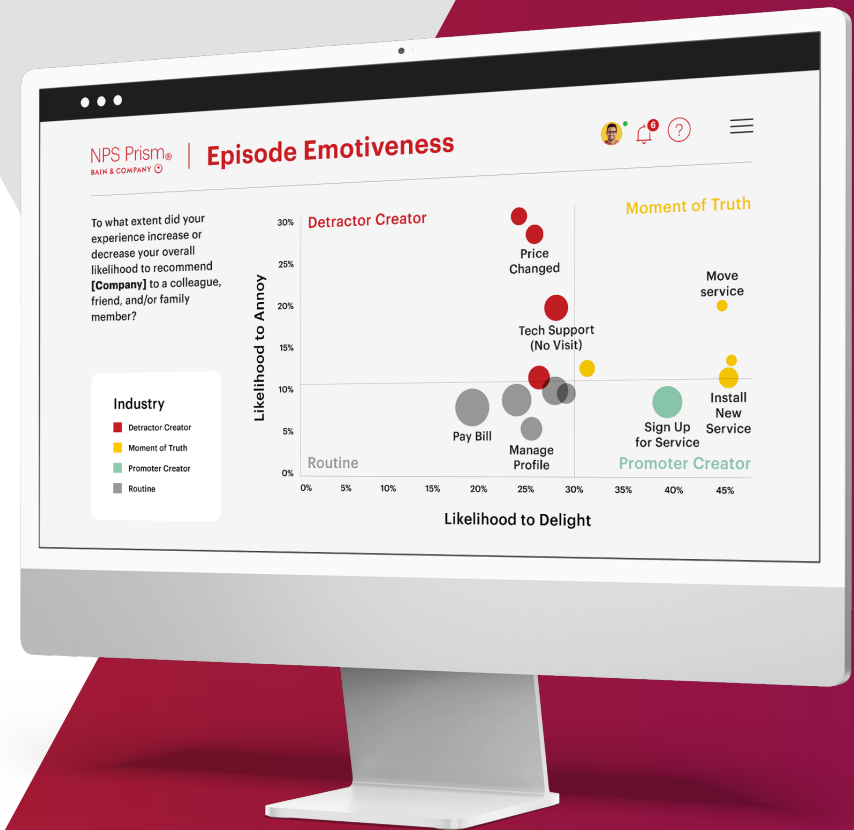 NPS Prism®
BAIN & COMPANY
Episode Emotiveness
6
?
To what extent did your
experience increase or
decrease your overall
likelihood to recommend
[Company] to a colleague,
friend, and/or family
member?
Industry
Detractor Creator
Moment of Truth
Promoter Creator
Routine
Likelihood to Annoy
30%
25%
20%
15%
10%
5%
0%
Detractor Creator
Moment of Truth
Price
Changed
Move
service
Tech Support
(No Visit)
Pay Bill
Manage
Profile
Sign Up
for Service
Install
New
Service
Routine
Promoter Creator
0%
5%
10%
15%
20%
25%
30%
35%
40%
45%
Likelihood to Delight